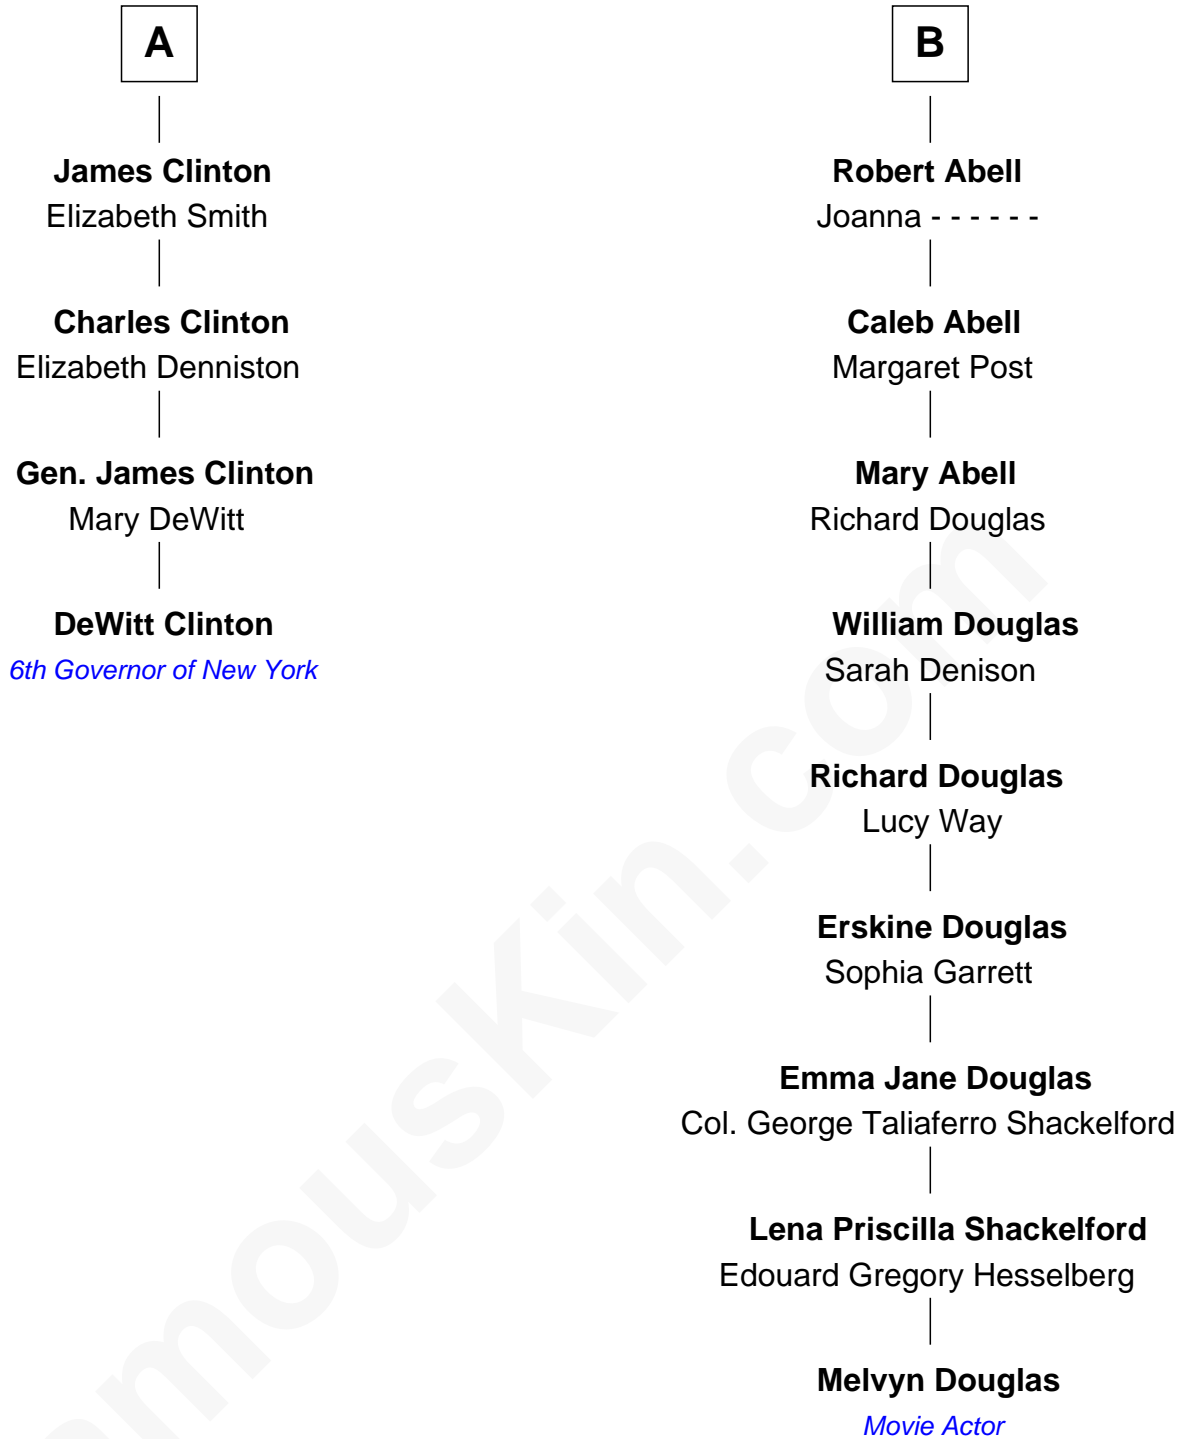 A
James Clinton
Elizabeth Smith
Charles Clinton
Elizabeth Denniston
Gen. James Clinton
Mary DeWitt
DeWitt Clinton
6th Governor of New York
B
Robert Abell
Joanna - - - - - -
Caleb Abell
Margaret Post
Mary Abell
Richard Douglas
William Douglas
Sarah Denison
Richard Douglas
Lucy Way
Erskine Douglas
Sophia Garrett
Emma Jane Douglas
Col. George Taliaferro Shackelford
Lena Priscilla Shackelford
Edouard Gregory Hesselberg
Melvyn Douglas
Movie Actor
amouskin.com